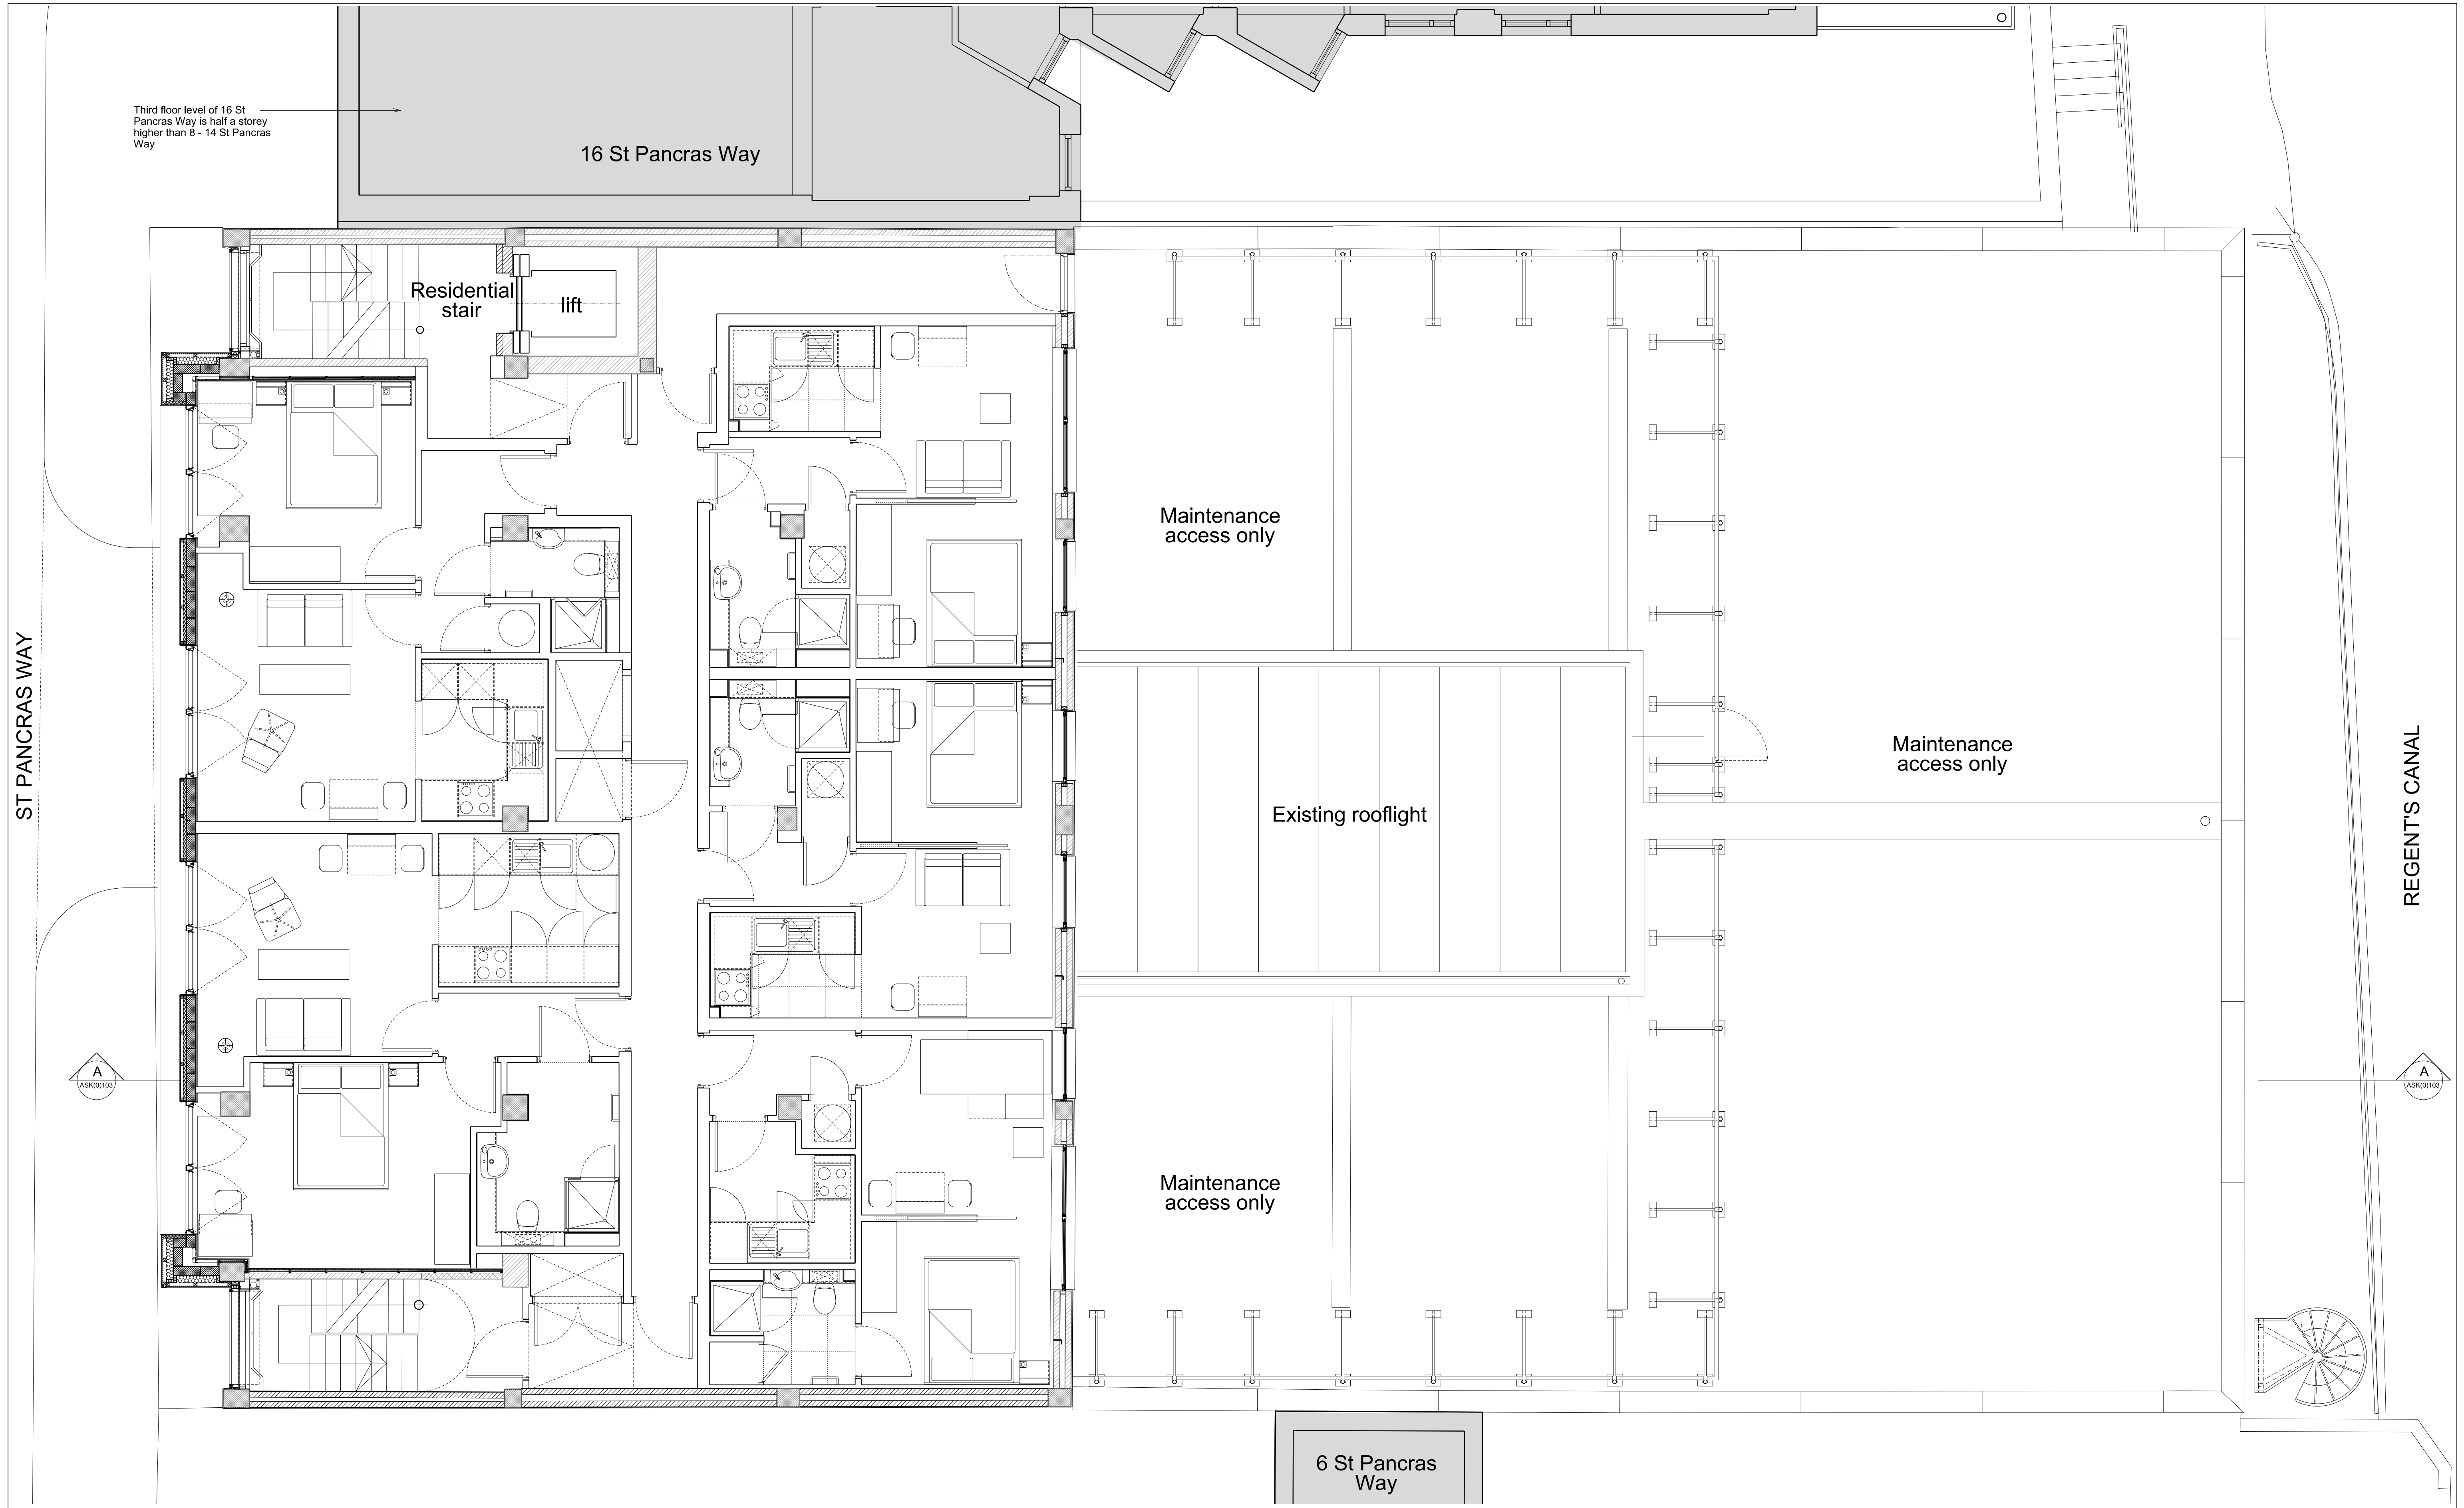 Third floor level of 16 St
Pancras Way is half a storey
higher than 8 - 14 St Pancras
Way
16 St Pancras Way
Residential
stair
lift
Maintenance
access only
ST PANCRAS WAY
Maintenance
access only
REGENT'S CANAL
Existing rooflight
A
ASK(0)103
A
ASK(0)103
Maintenance
access only
6 St Pancras
Way